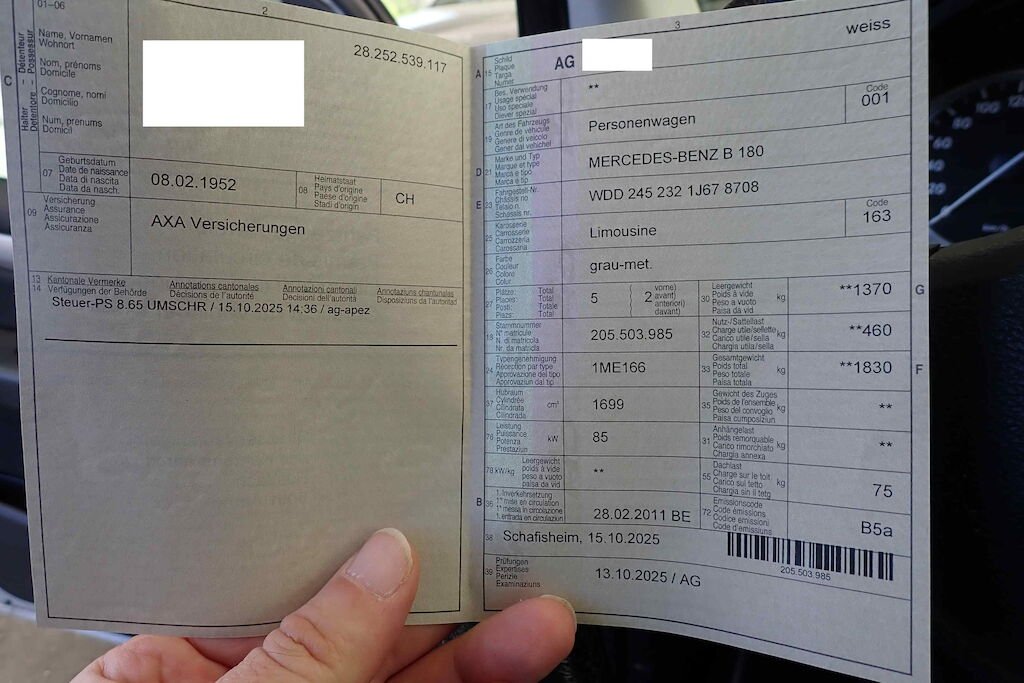 01-06
2
Détenteur - Possessur
Halter - Detentore
C
Name, Vornamen
Wohnort
Nom, prénoms
Domicile
Cognome, nomi
Domicilio
Num, prenums
Domicil
28.252.539.117
07
Geburtsdatum
Date de naissance
Data di nascita
Data da nasch.
08.02.1952
08
Heimatstaat
Pays d'origine
Paese d'origine
Stadi d'origin
CH
09
Versicherung
Assurance
Assicurazione
Assicuranza
AXA Versicherungen
13 Kantonale Vermerke Annotations cantonales Annotazioni cantonali Annotaziuns chantunalas
14 Verfügungen der Behörde Décisions de l'autorité Decisioni dell'autorità Disposiziuns da l'autoritad
Steuer-PS 8.65 UMSCHR / 15.10.2025 14:36 / ag-apez
3
A
15
Schild
Plaque
Targa
Numer
AG
weiss
17
Bes. Verwendung
Usage spécial
Uso speciale
Diever spezial
**
19
Art des Fahrzeugs
Genre de véhicule
Genere di veicolo
Gener dal vehichel
Personenwagen
Code
001
D
21
Marke und Typ
Marque et type
Marca e tipo
Marca e tip
MERCEDES-BENZ B 180
E
23
Fahrgestell-Nr.
Châssis no
Telaio n.
Schassis nr.
WDD 245 232 1J67 8708
25
Karosserie
Carrosserie
Carrozzeria
Carossaria
Limousine
Code
163
26
Farbe
Couleur
Colore
Color
grau-met.
27
Plätze: Total
Places: Total
Posti: Totale
Plazs: Total
5
2
vorne)
avant)
anteriori)
davant)
30
Leergewicht
Poids à vide
Peso a vuoto
Paisa da vid
kg
**1370
G
18
Stammnummer
N° matricule
N. di matricola
Nr. da matricla
205.503.985
32
Nutz-/Sattellast
Charge utile/sellette
Carico utile/sella
Chargia utila/sella
kg
**460
24
Typengenehmigung
Réception par type
Approvazione del tipo
Approvaziun dal tip
1ME166
33
Gesamtgewicht
Poids total
Peso totale
Paisa totala
kg
**1830
F
37
Hubraum
Cylindrée
Cilindrata
Cilindrada
cm³
1699
35
Gewicht des Zuges
Poids de l'ensemble
Peso del convoglio
Paisa cumposiziun
kg
**
76
Leistung
Puissance
Potenza
Prestaziun
kW
85
31
Anhängelast
Poids remorquable
Carico rimorchiato
Chargia annexa
kg
**
78 kW/kg
Leergewicht
poids à vide
peso a vuoto
paisa da vid
**
55
Dachlast
Charge sur le toit
Carico sul tetto
Chargia sin il tetg
kg
75
B
36
1. Inverkehrsetzung
1re mise en circulation
1a messa in circolazione
1. entrada en circulaziun
28.02.2011 BE
72
Emissionscode
Code émissions
Codice emissioni
Code d'emissiuns
B5a
38
Schafisheim, 15.10.2025
205.503.985
39
Prüfungen
Expertises
Perizie
Examinaziuns
13.10.2025 / AG